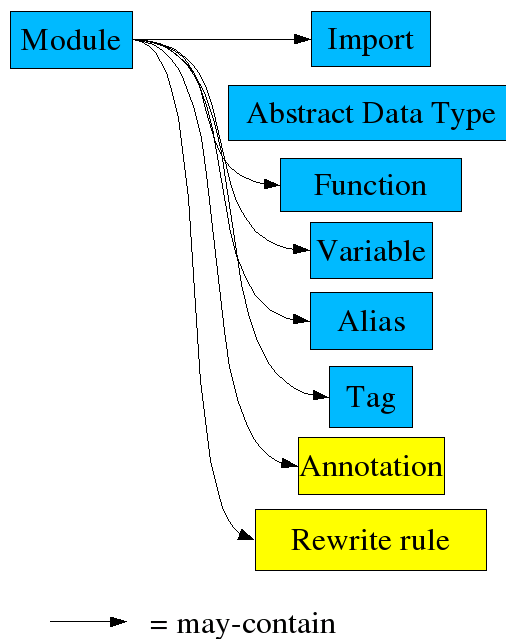 Module
Import
Abstract Data Type
Function
Variable
Alias
Tag
Annotation
Rewrite rule
= may-contain